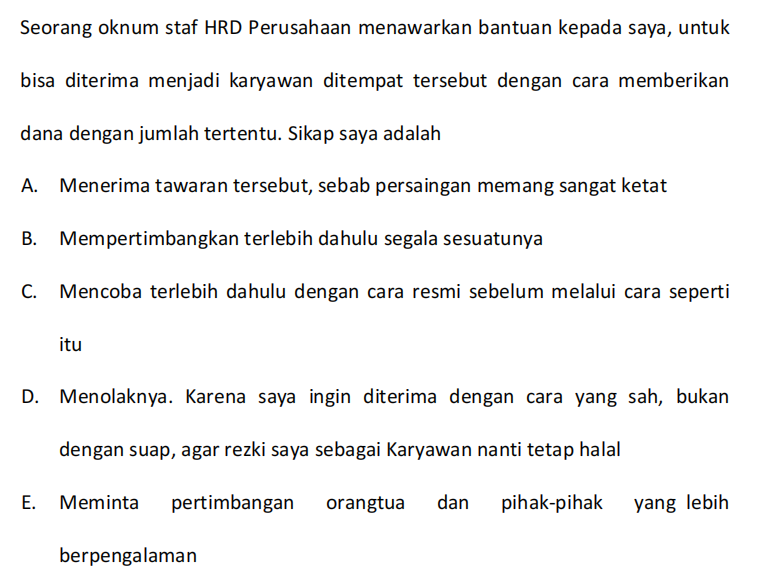 Seorang oknum staf HRD Perusahaan menawarkan bantuan kepada saya, untuk
bisa diterima menjadi karyawan ditempat tersebut dengan cara memberikan
dana dengan jumlah tertentu. Sikap saya adalah
A. Menerima tawaran tersebut, sebab persaingan memang sangat ketat
B. Mempertimbangkan terlebih dahulu segala sesuatunya
C. Mencoba terlebih dahulu dengan cara resmi sebelum melalui cara seperti
itu
D. Menolaknya. Karena saya ingin diterima dengan cara yang sah, bukan
dengan suap, agar rezki saya sebagai Karyawan nanti tetap halal
E. Meminta pertimbangan orangtua dan pihak-pihak yang lebih
berpengalaman